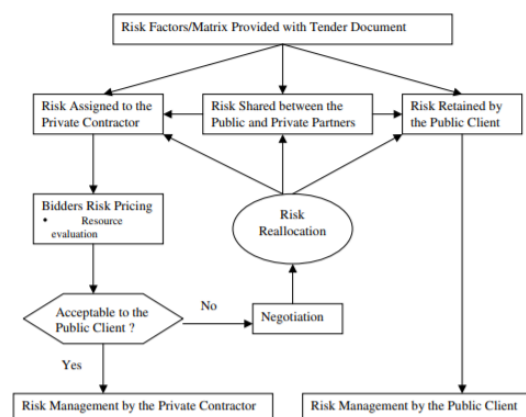 Risk Factors/Matrix Provided with Tender Document
Risk Assigned to the
Private Contractor
Risk Shared between the
Public and Private Partners
Risk Retained by
the Public Client
Bidders Risk Pricing
• Resource
evaluation
Risk
Reallocation
Acceptable to the
Public Client ?
No
Negotiation
Yes
Risk Management by the Private Contractor
Risk Management by the Public Client